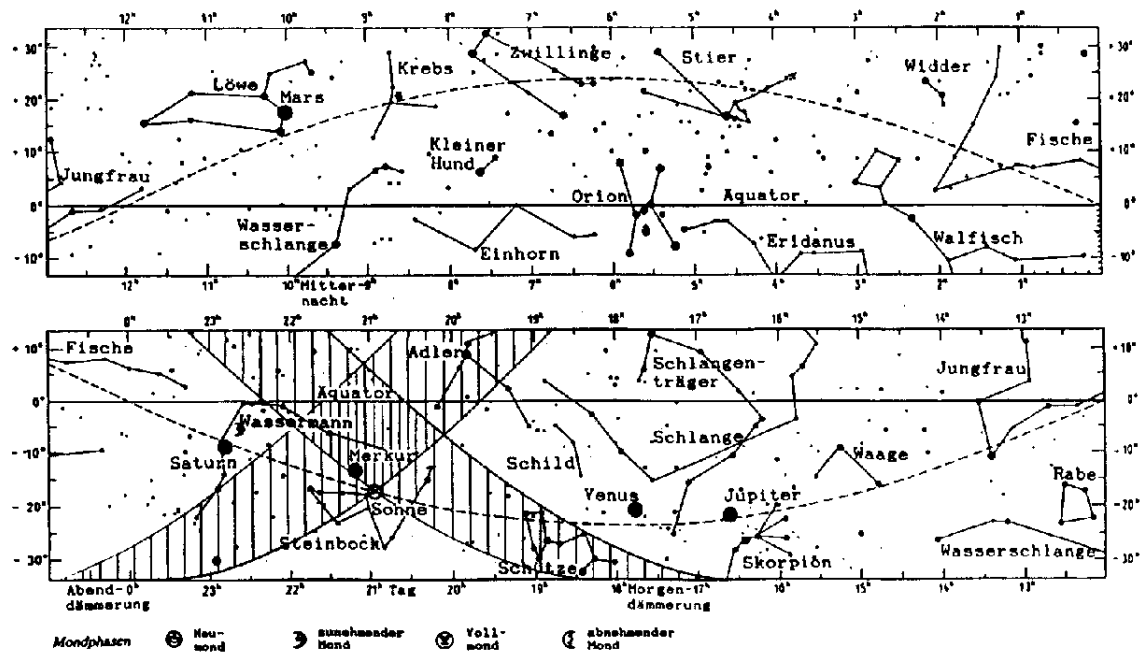 12ʰ 11ʰ 10ʰ 9ʰ 8ʰ 7ʰ 6ʰ 5ʰ 4ʰ 3ʰ 2ʰ 1ʰ
+30° +30°
Zwillinge Stier
Löwe Krebs Widder
+20° Mars +20°
Kleiner Fische
+10° Hund +10°
Jungfrau
0° Orion Äquator 0°
Wasser-
schlange Eridanus Walfisch
-10° Einhorn -10°
12ʰ 11ʰ 10ʰ Mitter- 9ʰ 8ʰ 7ʰ 6ʰ 5ʰ 4ʰ 3ʰ 2ʰ 1ʰ
nacht
0ʰ 23ʰ 22ʰ 21ʰ 20ʰ 19ʰ 18ʰ 17ʰ 16ʰ 15ʰ 14ʰ 13ʰ
+10° Fische Adler Schlangen- +10°
träger Jungfrau
Äquator
0° 0°
Wassermann
Schlange
-10° Saturn Merkur Schild Waage -10°
Rabe
-20° Sonne Venus Jupiter -20°
Steinbock
Schütze Skorpion Wasserschlange
-30° -30°
Abend- 0ʰ 23ʰ 22ʰ 21ʰ Tag 20ʰ 19ʰ 18ʰ Morgen- 17ʰ 16ʰ 15ʰ 14ʰ 13ʰ
dämmerung dämmerung
Mondphasen Neu- zunehmender Voll- abnehmender
mond Mond mond Mond